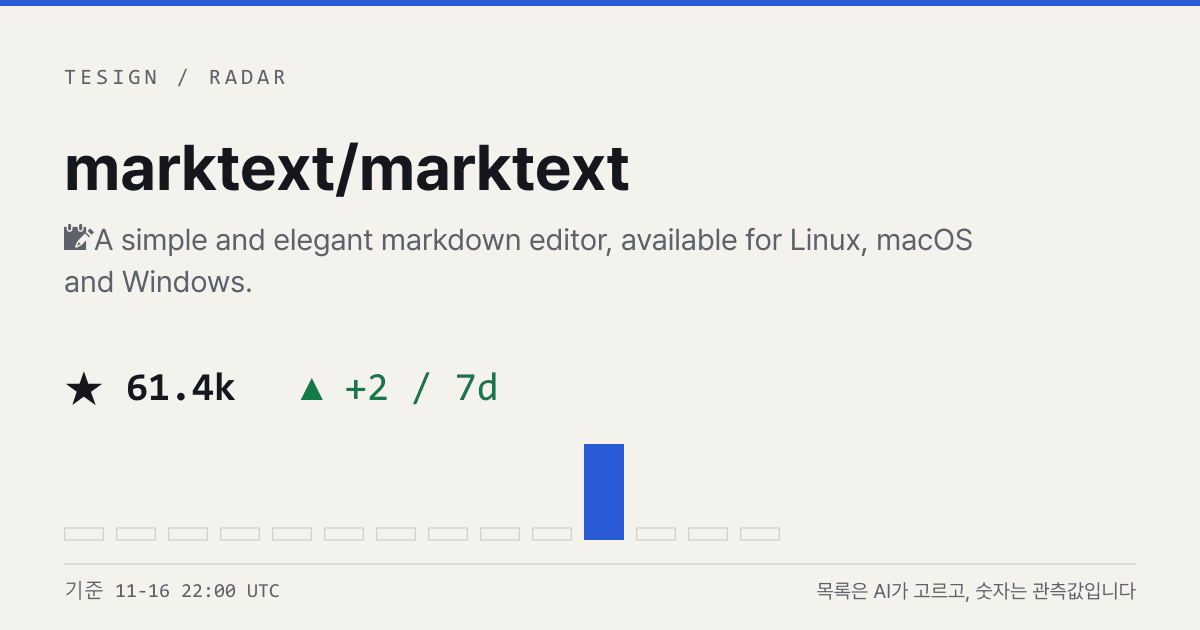 TESIGN / RADAR
marktext/marktext
📝A simple and elegant markdown editor, available for Linux, macOS
and Windows.
★ 61.4k ▲ +2 / 7d
기준 11-16 22:00 UTC
목록은 AI가 고르고, 숫자는 관측값입니다